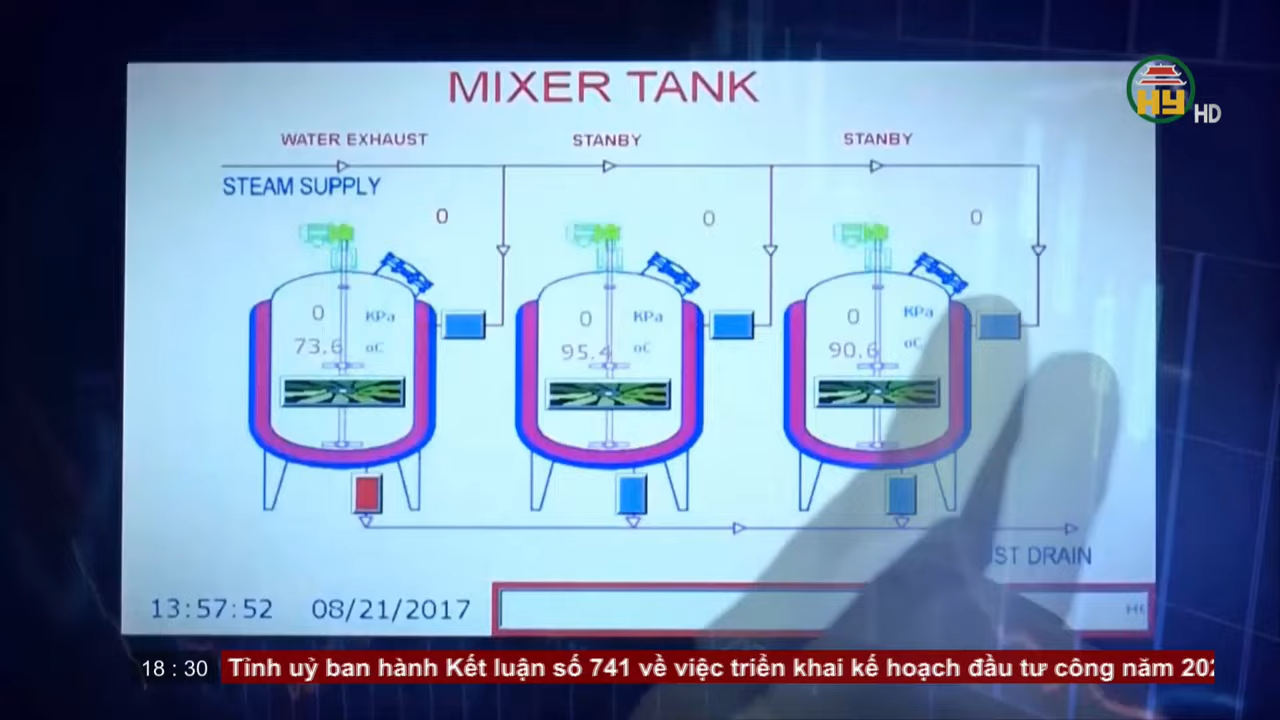 MIXER TANK
HY HD
WATER EXHAUST
STANBY
STANBY
STEAM SUPPLY
0
0
0
0 KPa
73.6 oC
0 KPa
95.4 oC
0 KPa
90.6 oC
ST DRAIN
13:57:52 08/21/2017
18 : 30 Tỉnh uỷ ban hành Kết luận số 741 về việc triển khai kế hoạch đầu tư công năm